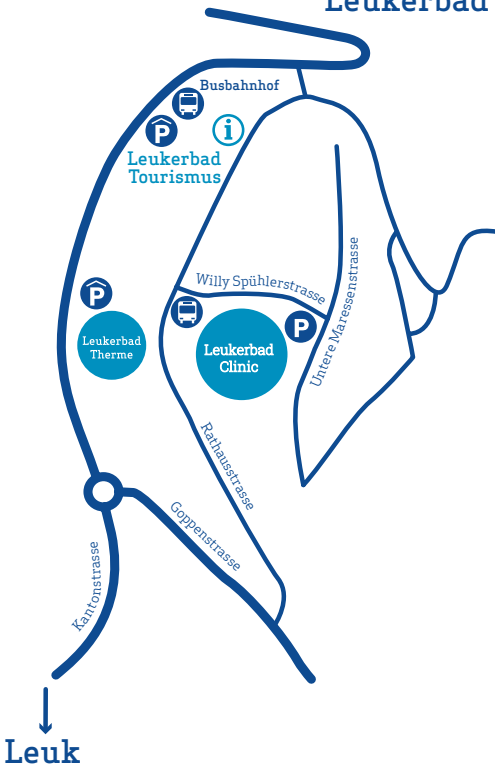 Leukerbad
Busbahnhof
P
i
Leukerbad
Tourismus
Willy Spühlerstrasse
P
P
Leukerbad
Therme
Leukerbad
Clinic
Untere Maressenstrasse
Rathausstrasse
Goppenstrasse
Kantonstrasse
Leuk